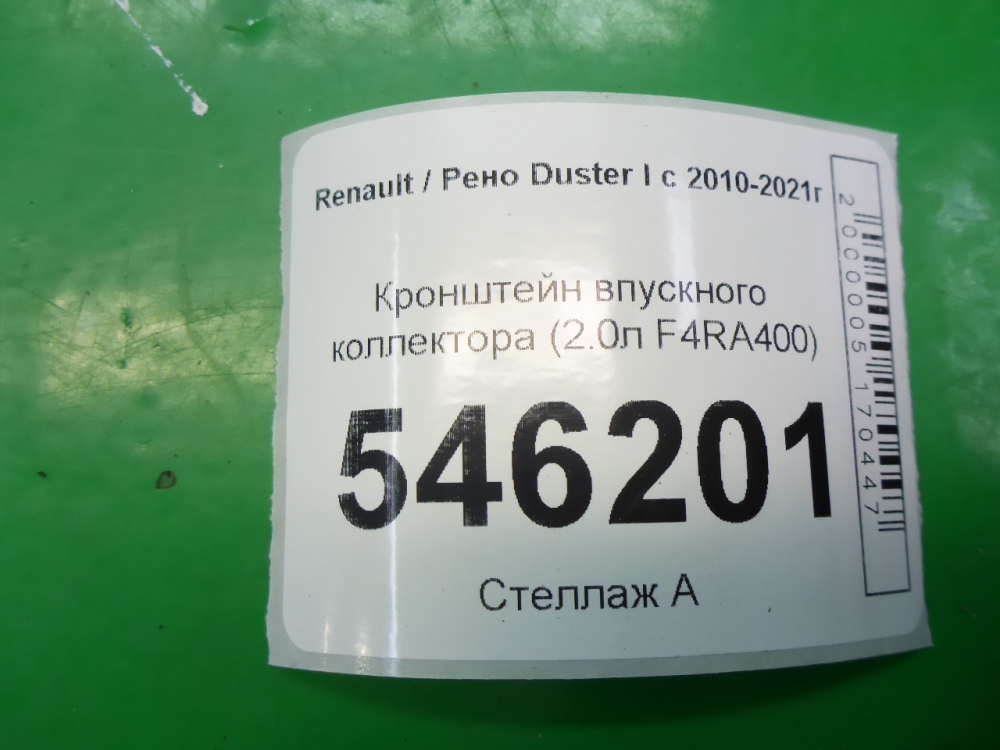 Renault / Рено Duster I с 2010-2021г
Кронштейн впускного
коллектора (2.0л F4RA400)
546201
Стеллаж А
2000005170447